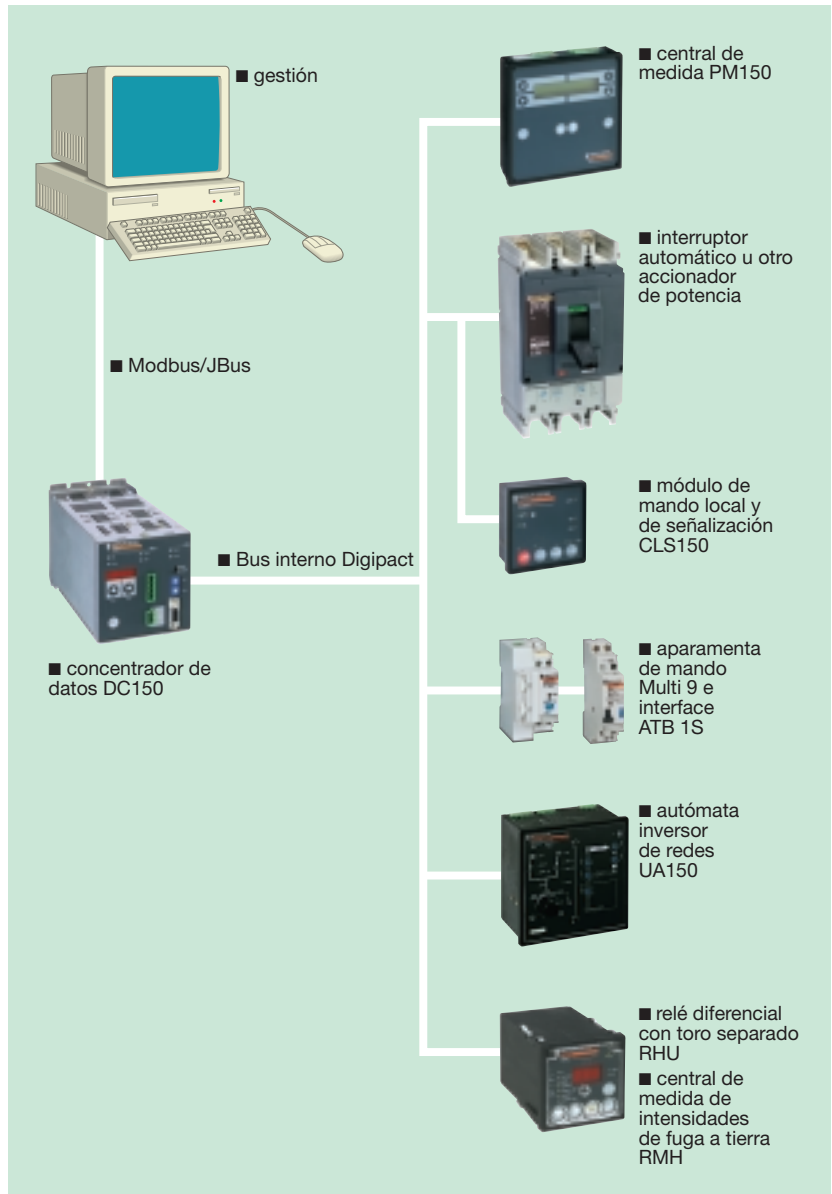 ■ gestión
■ central de
medida PM150
■ interruptor
automático u otro
accionador
de potencia
■ Modbus/JBus
■ módulo de
mando local y
de señalización
CLS150
■ Bus interno Digipact
■ concentrador de
datos DC150
■ aparamenta
de mando
Multi 9 e
interface
ATB 1S
■ autómata
inversor
de redes
UA150
■ relé diferencial
con toro separado
RHU
■ central de
medida de
intensidades
de fuga a tierra
RMH